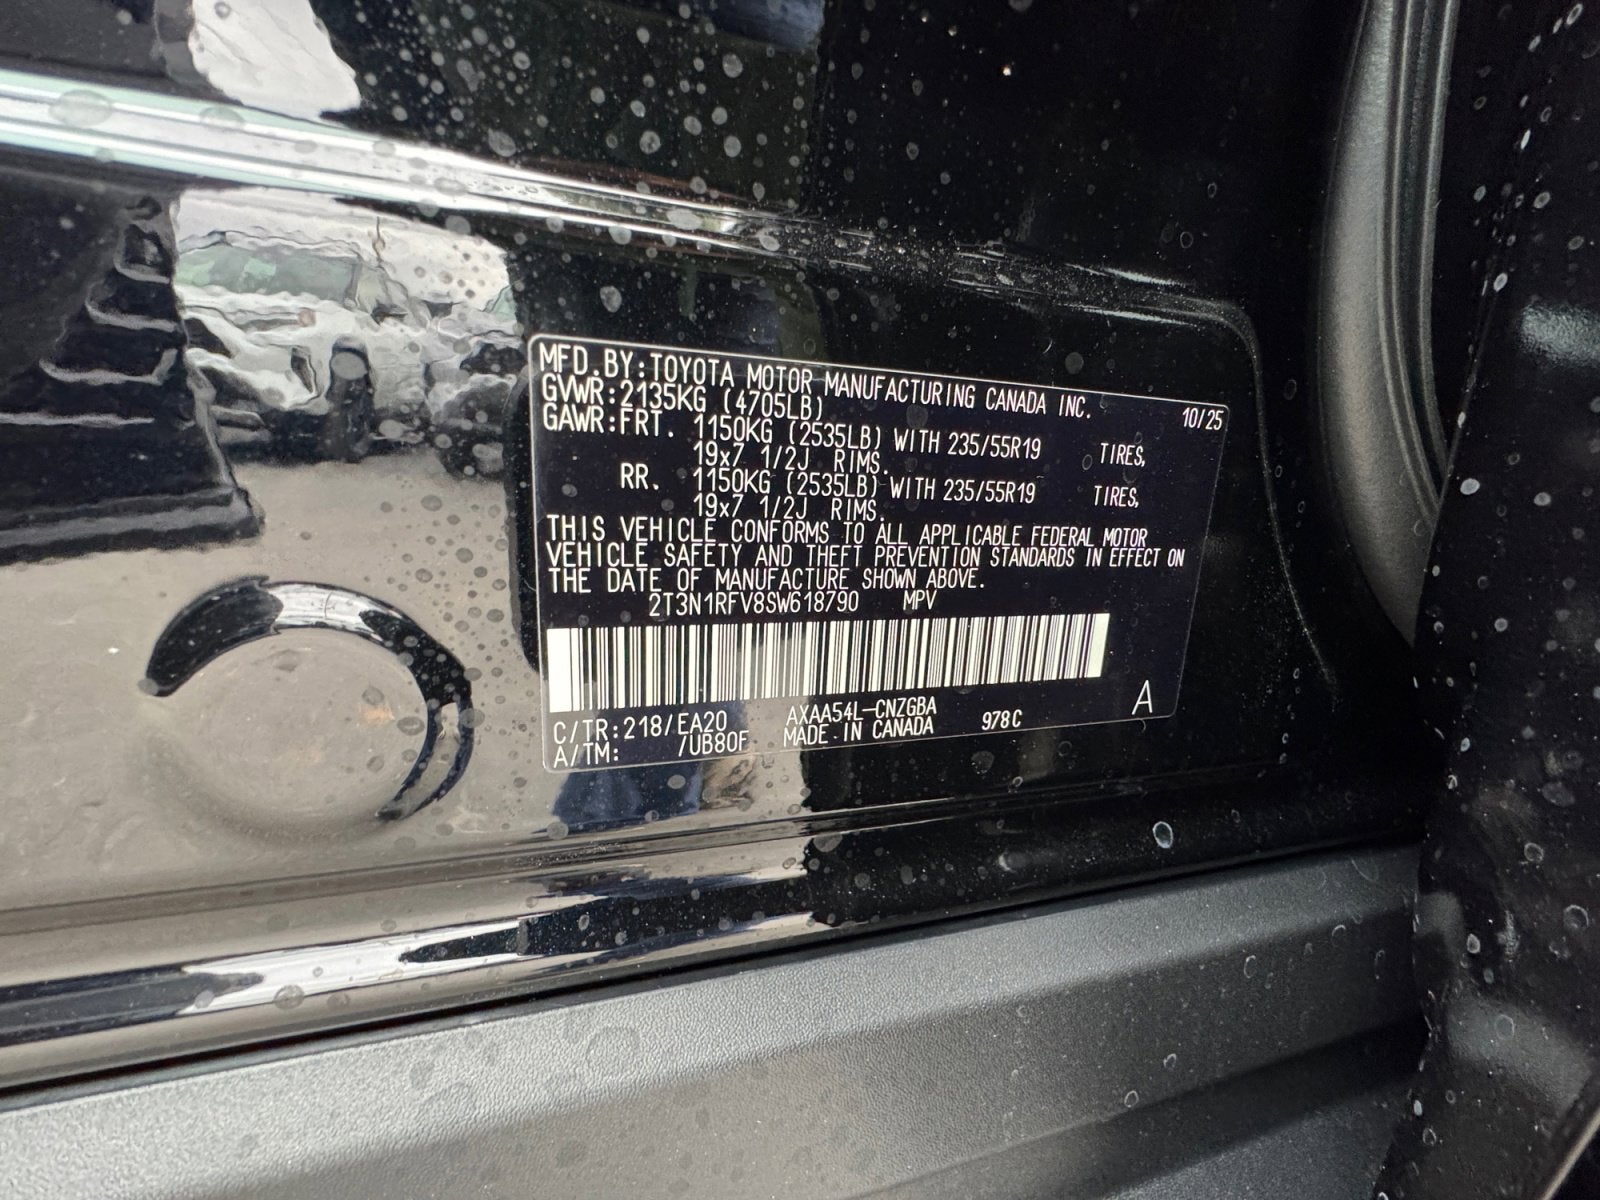 MFD.BY:TOYOTA MOTOR MANUFACTURING CANADA INC. 10/25
GVWR:2135KG (4705LB)
GAWR:FRT. 1150KG (2535LB) WITH 235/55R19 TIRES,
19x7 1/2J RIMS.
RR. 1150KG (2535LB) WITH 235/55R19 TIRES,
19x7 1/2J RIMS.
THIS VEHICLE CONFORMS TO ALL APPLICABLE FEDERAL MOTOR
VEHICLE SAFETY AND THEFT PREVENTION STANDARDS IN EFFECT ON
THE DATE OF MANUFACTURE SHOWN ABOVE.
2T3N1RFV8SW618790 MPV
C/TR:218/EA20 AXAA54L-CNZGBA 978C A
A/TM: /UB80F MADE IN CANADA